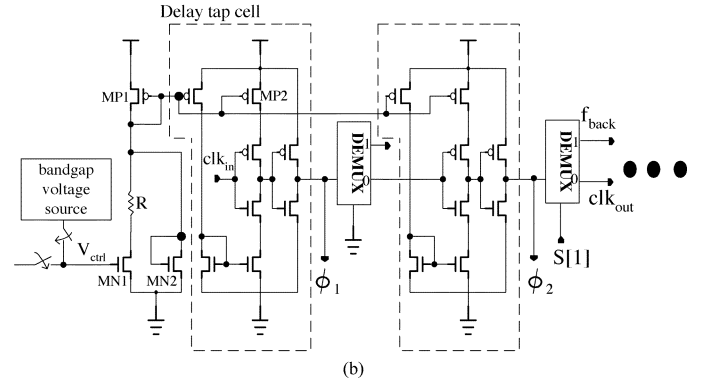 Delay tap cell
MP1
MP2
clk_in
DEMUX
1
0
DEMUX
1
0
f_back
clk_out
bandgap
voltage
source
R
V_ctrl
MN1
MN2
ϕ_1
ϕ_2
S[1]
(b)